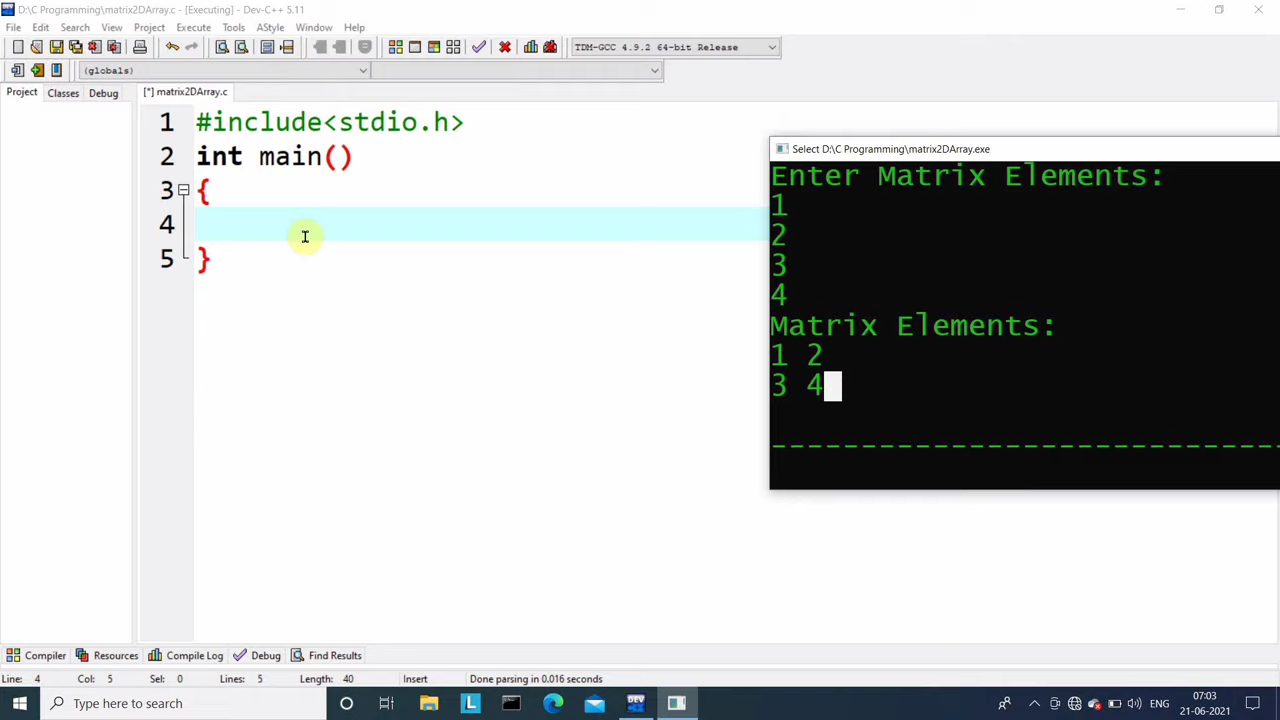 D:\C Programming\matrix2DArray.c - [Executing] - Dev-C++ 5.11
File Edit Search View Project Execute Tools AStyle Window Help
TDM-GCC 4.9.2 64-bit Release
(globals)
Project Classes Debug [*] matrix2DArray.c
1 #include<stdio.h>
2 int main()
3 {
4
5 }
Select D:\C Programming\matrix2DArray.exe
Enter Matrix Elements:
1
2
3
4
Matrix Elements:
1 2
3 4
--------------------------------
Compiler Resources Compile Log Debug Find Results
Line: 4 Col: 5 Sel: 0 Lines: 5 Length: 40 Insert Done parsing in 0.016 seconds
Type here to search
L
ENG
07:03
21-06-2021